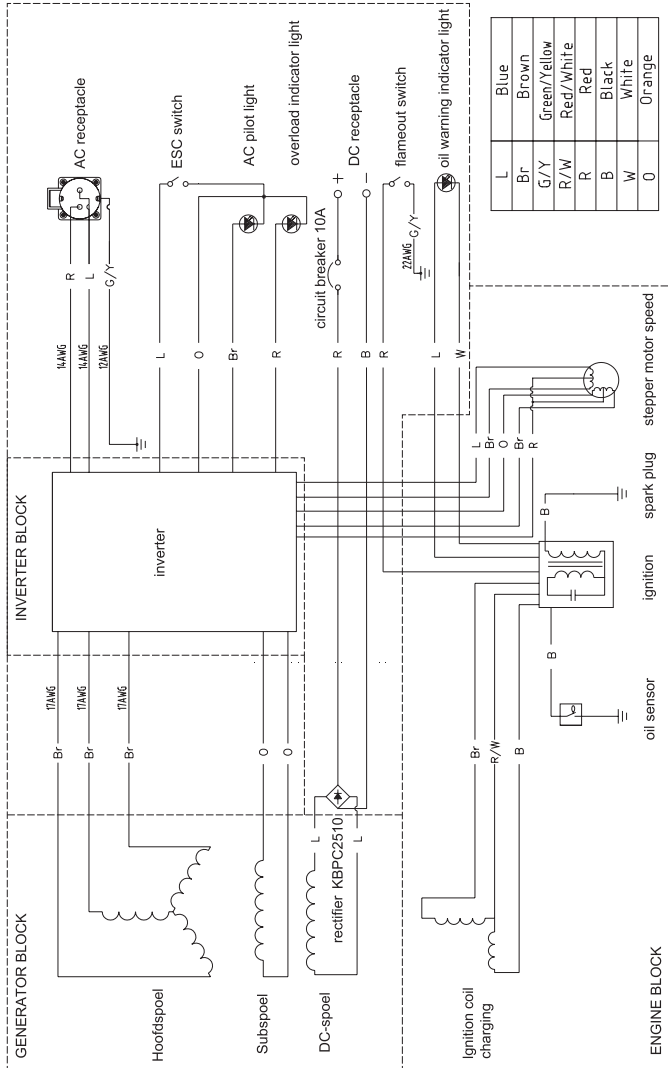 GENERATOR BLOCK
INVERTER BLOCK
ENGINE BLOCK
Hoofdspoel
Subspoel
DC-spoel
Ignition coil
charging
Br
17AWG
Br
17AWG
Br
17AWG
O
O
L
L
rectifier KBPC2510
inverter
14AWG
R
14AWG
L
12AWG
G/Y
AC receptacle
L
ESC switch
O
Br
AC pilot light
R
overload indicator light
R
circuit breaker 10A
+
DC receptacle
B
−
R
flameout switch
22AWG
G/Y
L
oil warning indicator light
W
Br
R/W
B
B
oil sensor
ignition
B
spark plug
L
Br
O
Br
R
stepper motor speed
L Blue
Br Brown
G/Y Green/Yellow
R/W Red/White
R Red
B Black
W White
O Orange